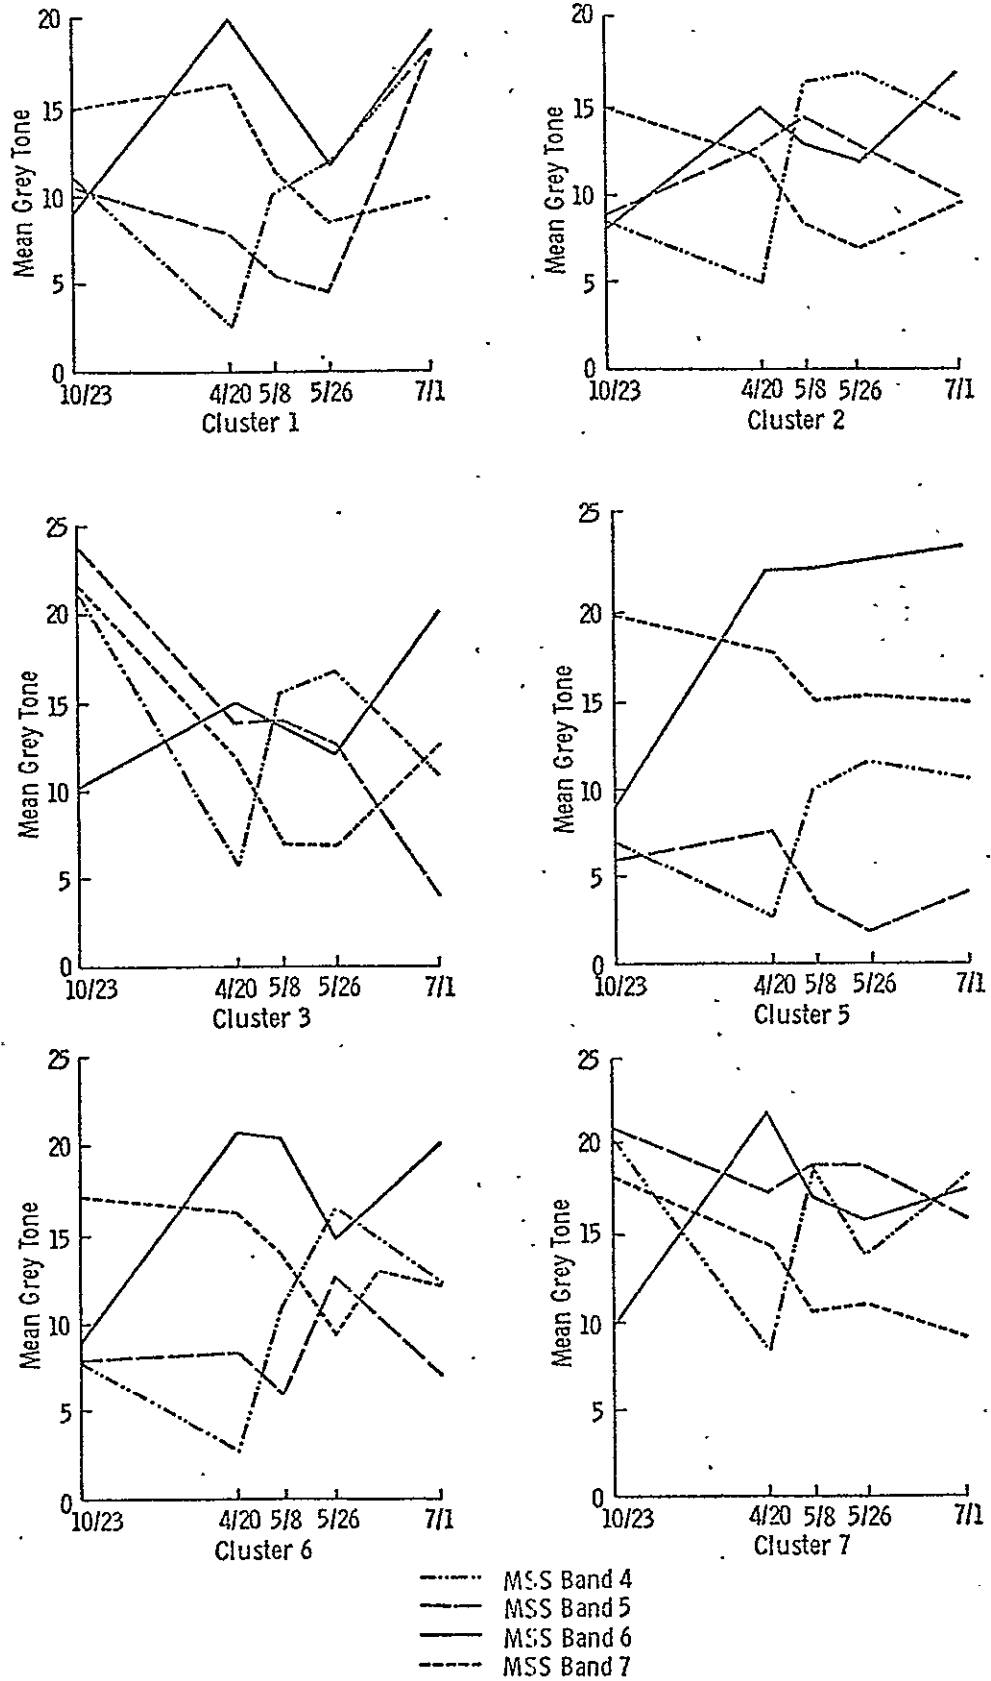 20
15
10
5
0
Mean Grey Tone
10/23 4/20 5/8 5/26 7/1
Cluster 1
20
15
10
5
0
Mean Grey Tone
10/23 4/20 5/8 5/26 7/1
Cluster 2
25
20
15
10
5
0
Mean Grey Tone
10/23 4/20 5/8 5/26 7/1
Cluster 3
25
20
15
10
5
0
Mean Grey Tone
10/23 4/20 5/8 5/26 7/1
Cluster 5
25
20
15
10
5
0
Mean Grey Tone
10/23 4/20 5/8 5/26 7/1
Cluster 6
25
20
15
10
5
0
Mean Grey Tone
10/23 4/20 5/8 5/26 7/1
Cluster 7
MSS Band 4
MSS Band 5
MSS Band 6
MSS Band 7